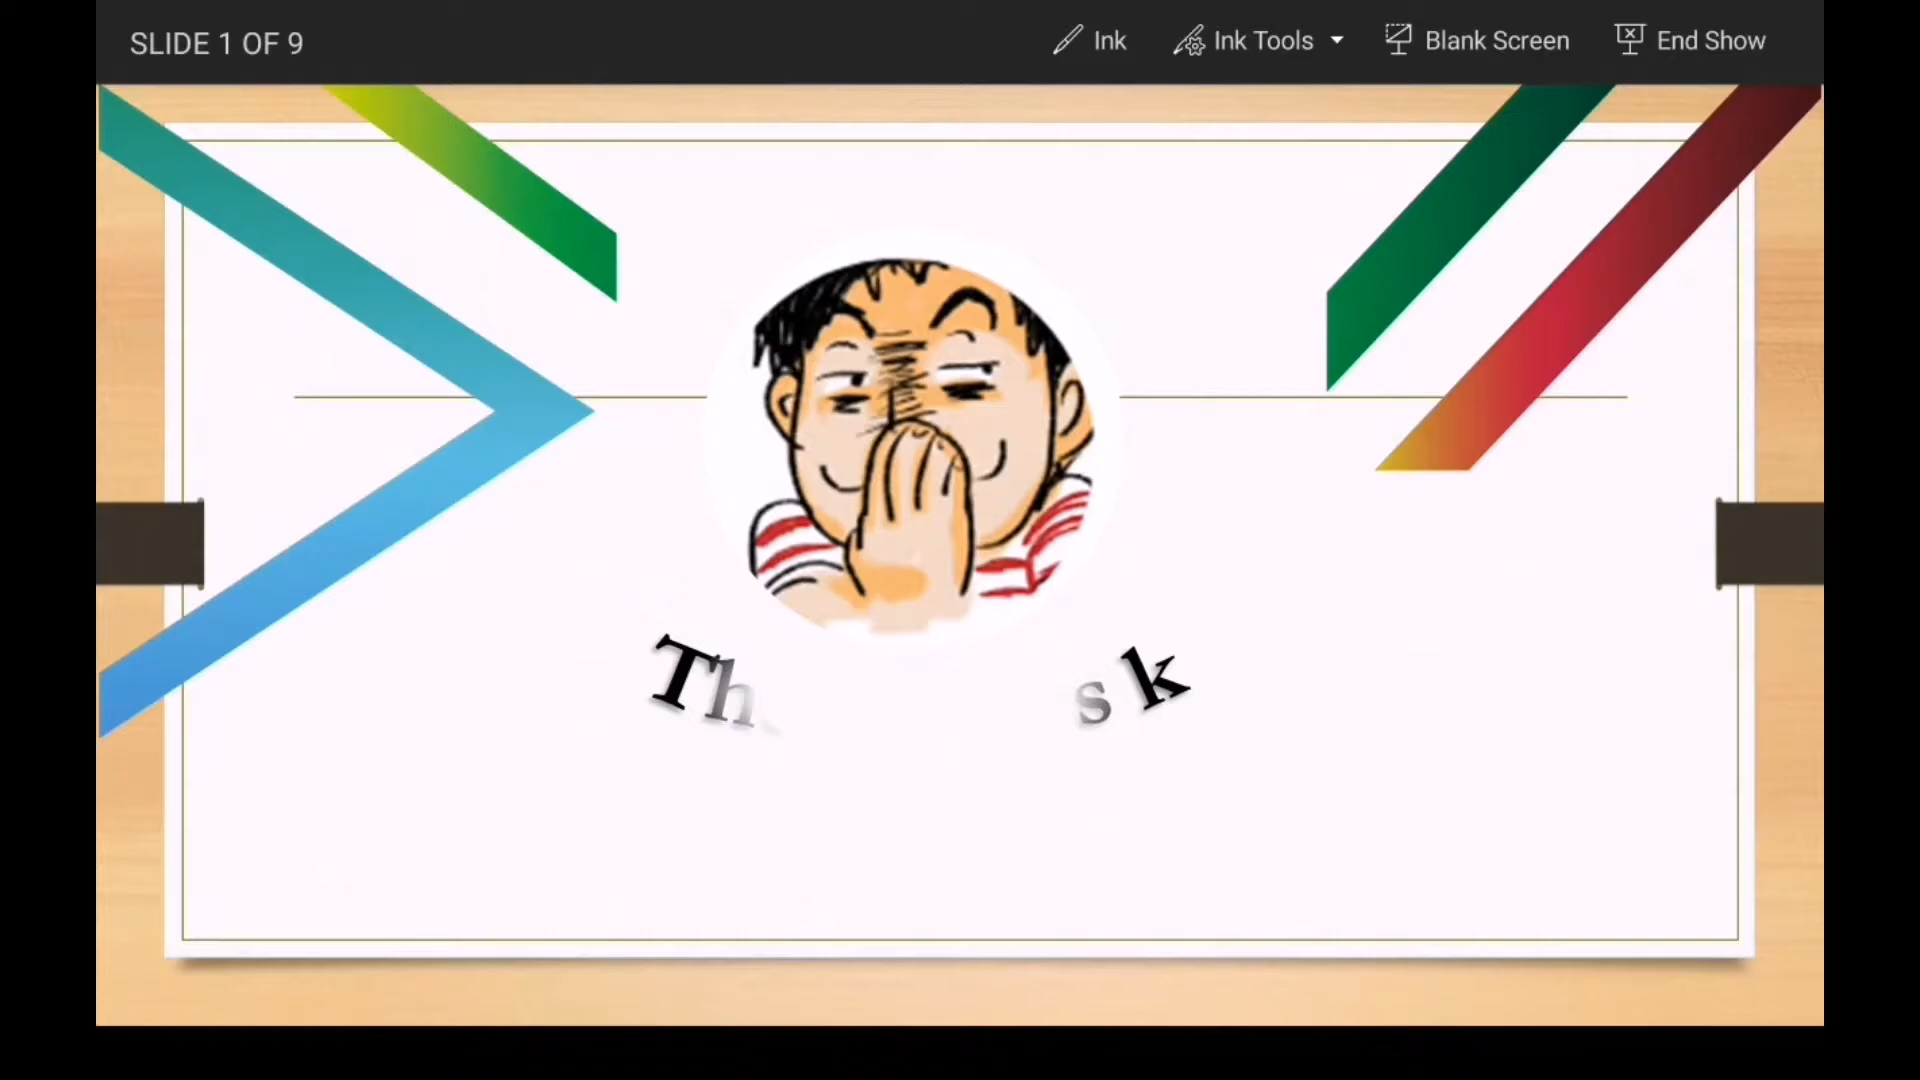 SLIDE 1 OF 9
Ink
Ink Tools
Blank Screen
End Show
Th
s k